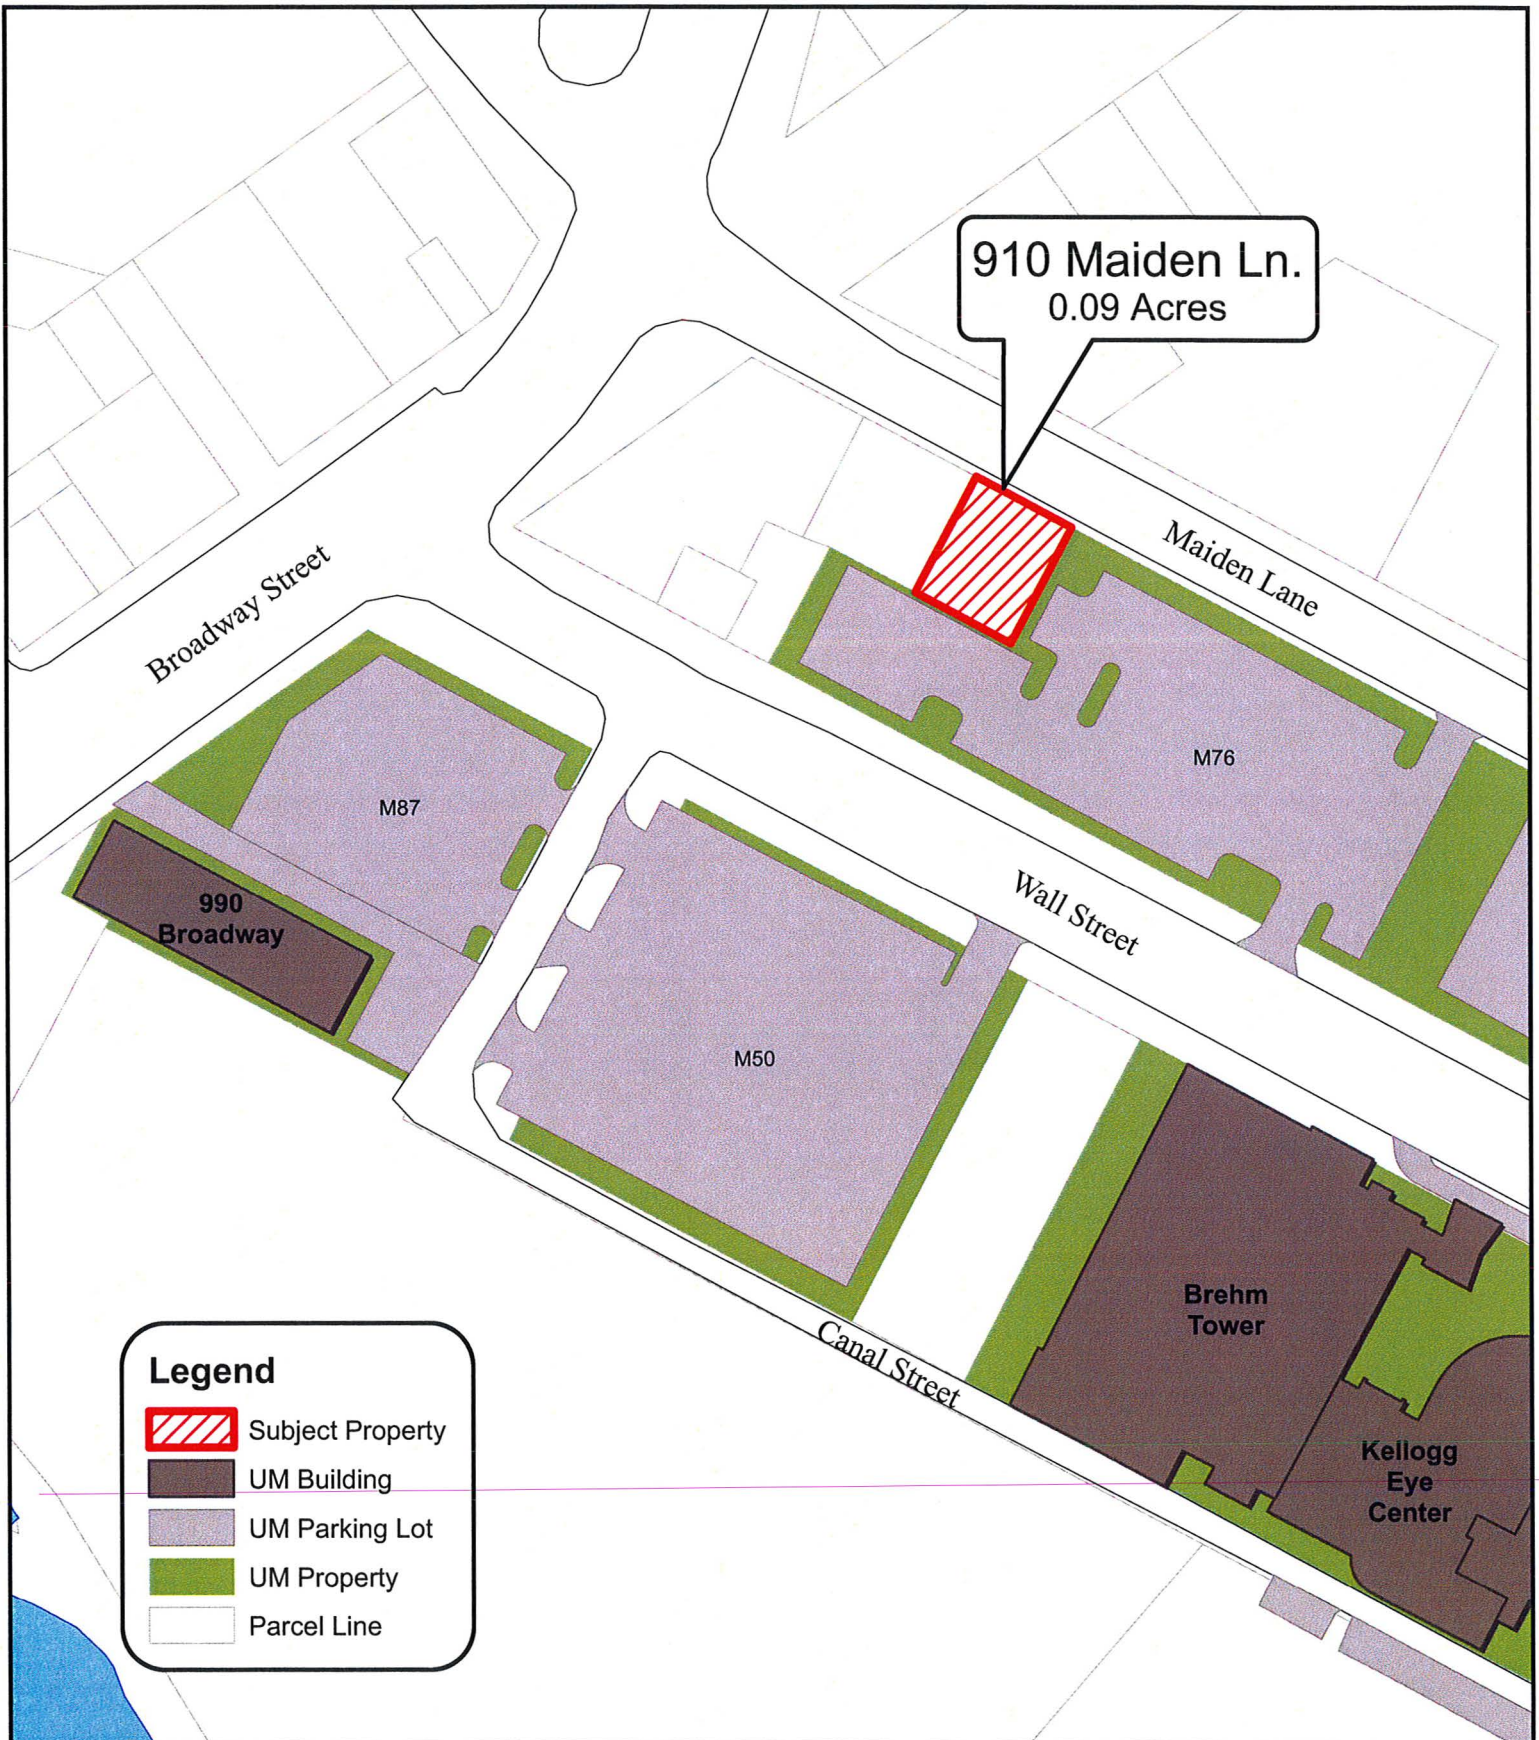 910 Maiden Ln.
0.09 Acres
Maiden Lane
Broadway Street
M76
M87
Wall Street
990
Broadway
M50
Brehm
Tower
Canal Street
Kellogg
Eye
Center
Legend
Subject Property
UM Building
UM Parking Lot
UM Property
Parcel Line